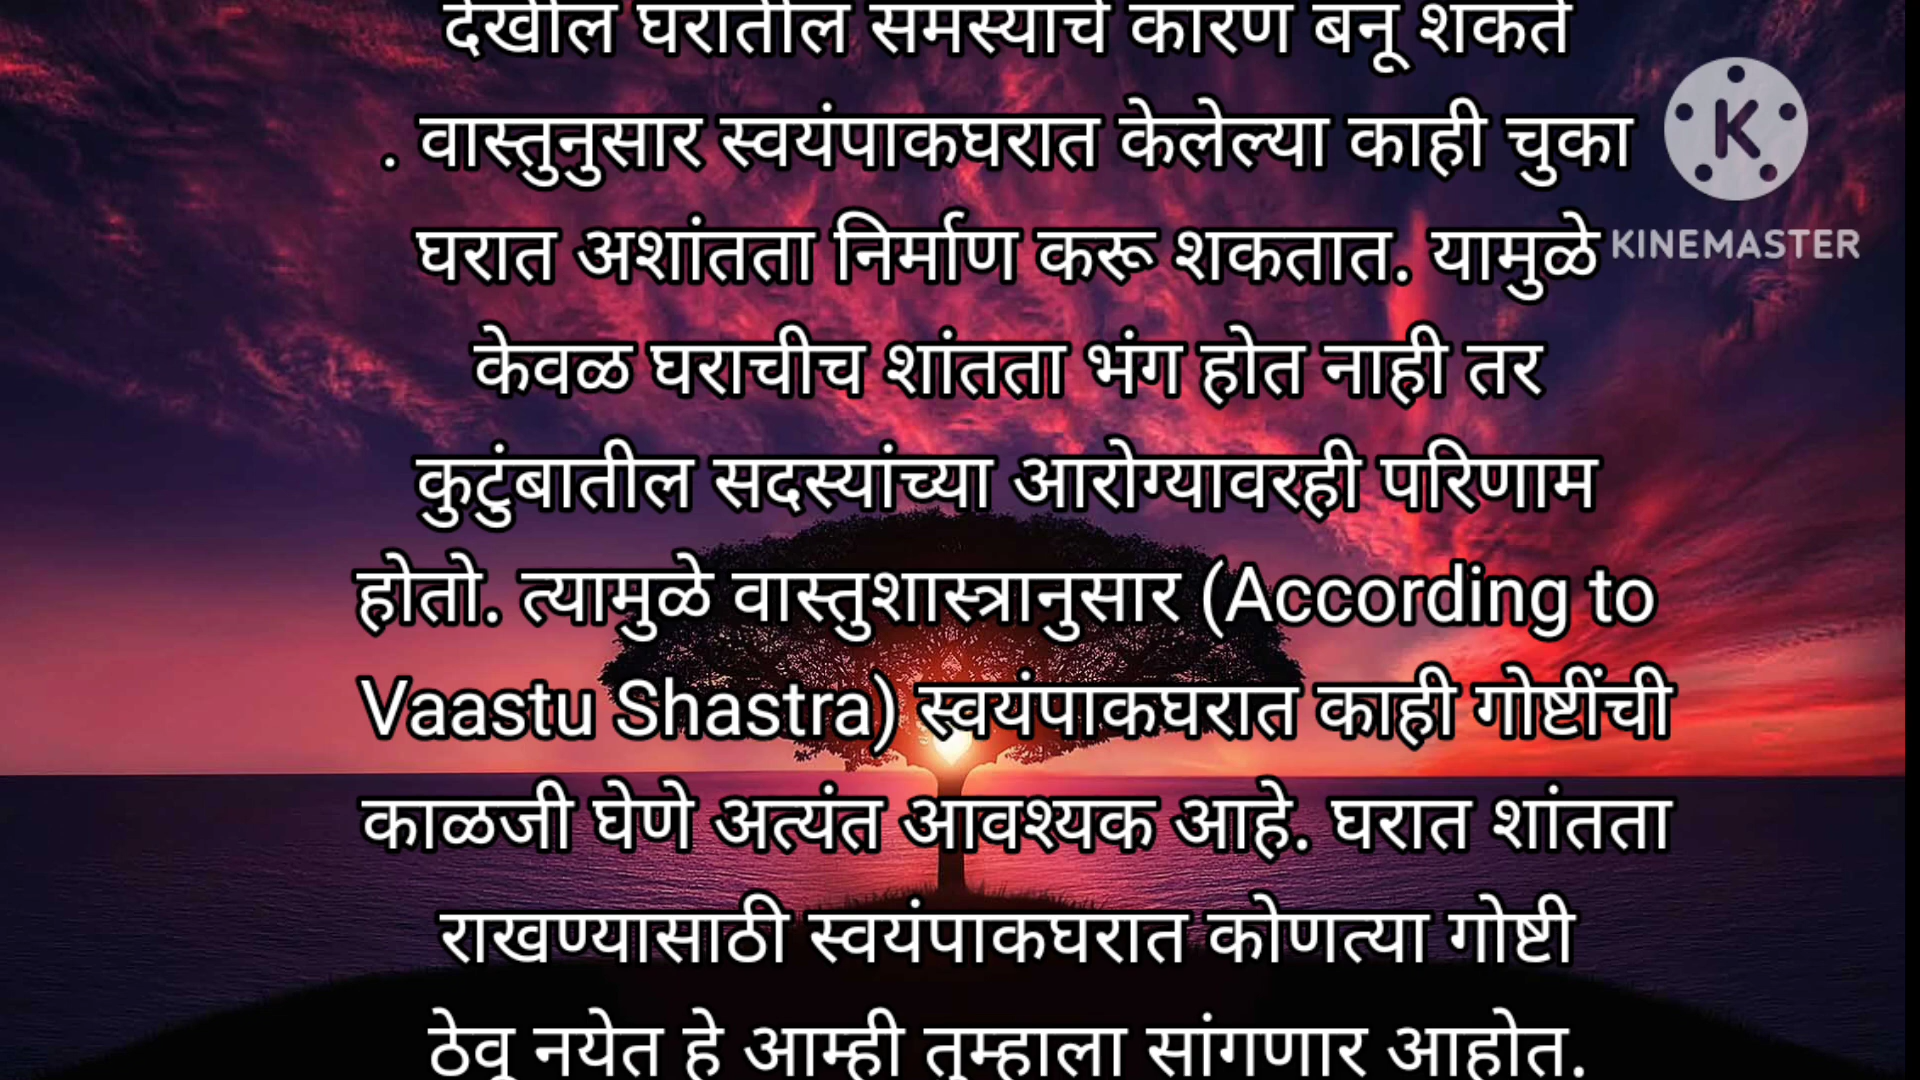 देखील घरातील समस्याचे कारण बनू शकते
. वास्तुनुसार स्वयंपाकघरात केलेल्या काही चुका
घरात अशांतता निर्माण करू शकतात. यामुळे
केवळ घराचीच शांतता भंग होत नाही तर
कुटुंबातील सदस्यांच्या आरोग्यावरही परिणाम
होतो. त्यामुळे वास्तुशास्त्रानुसार (According to
Vaastu Shastra) स्वयंपाकघरात काही गोष्टींची
काळजी घेणे अत्यंत आवश्यक आहे. घरात शांतता
राखण्यासाठी स्वयंपाकघरात कोणत्या गोष्टी
ठेवू नयेत हे आम्ही तुम्हाला सांगणार आहोत.
K
KINEMASTER